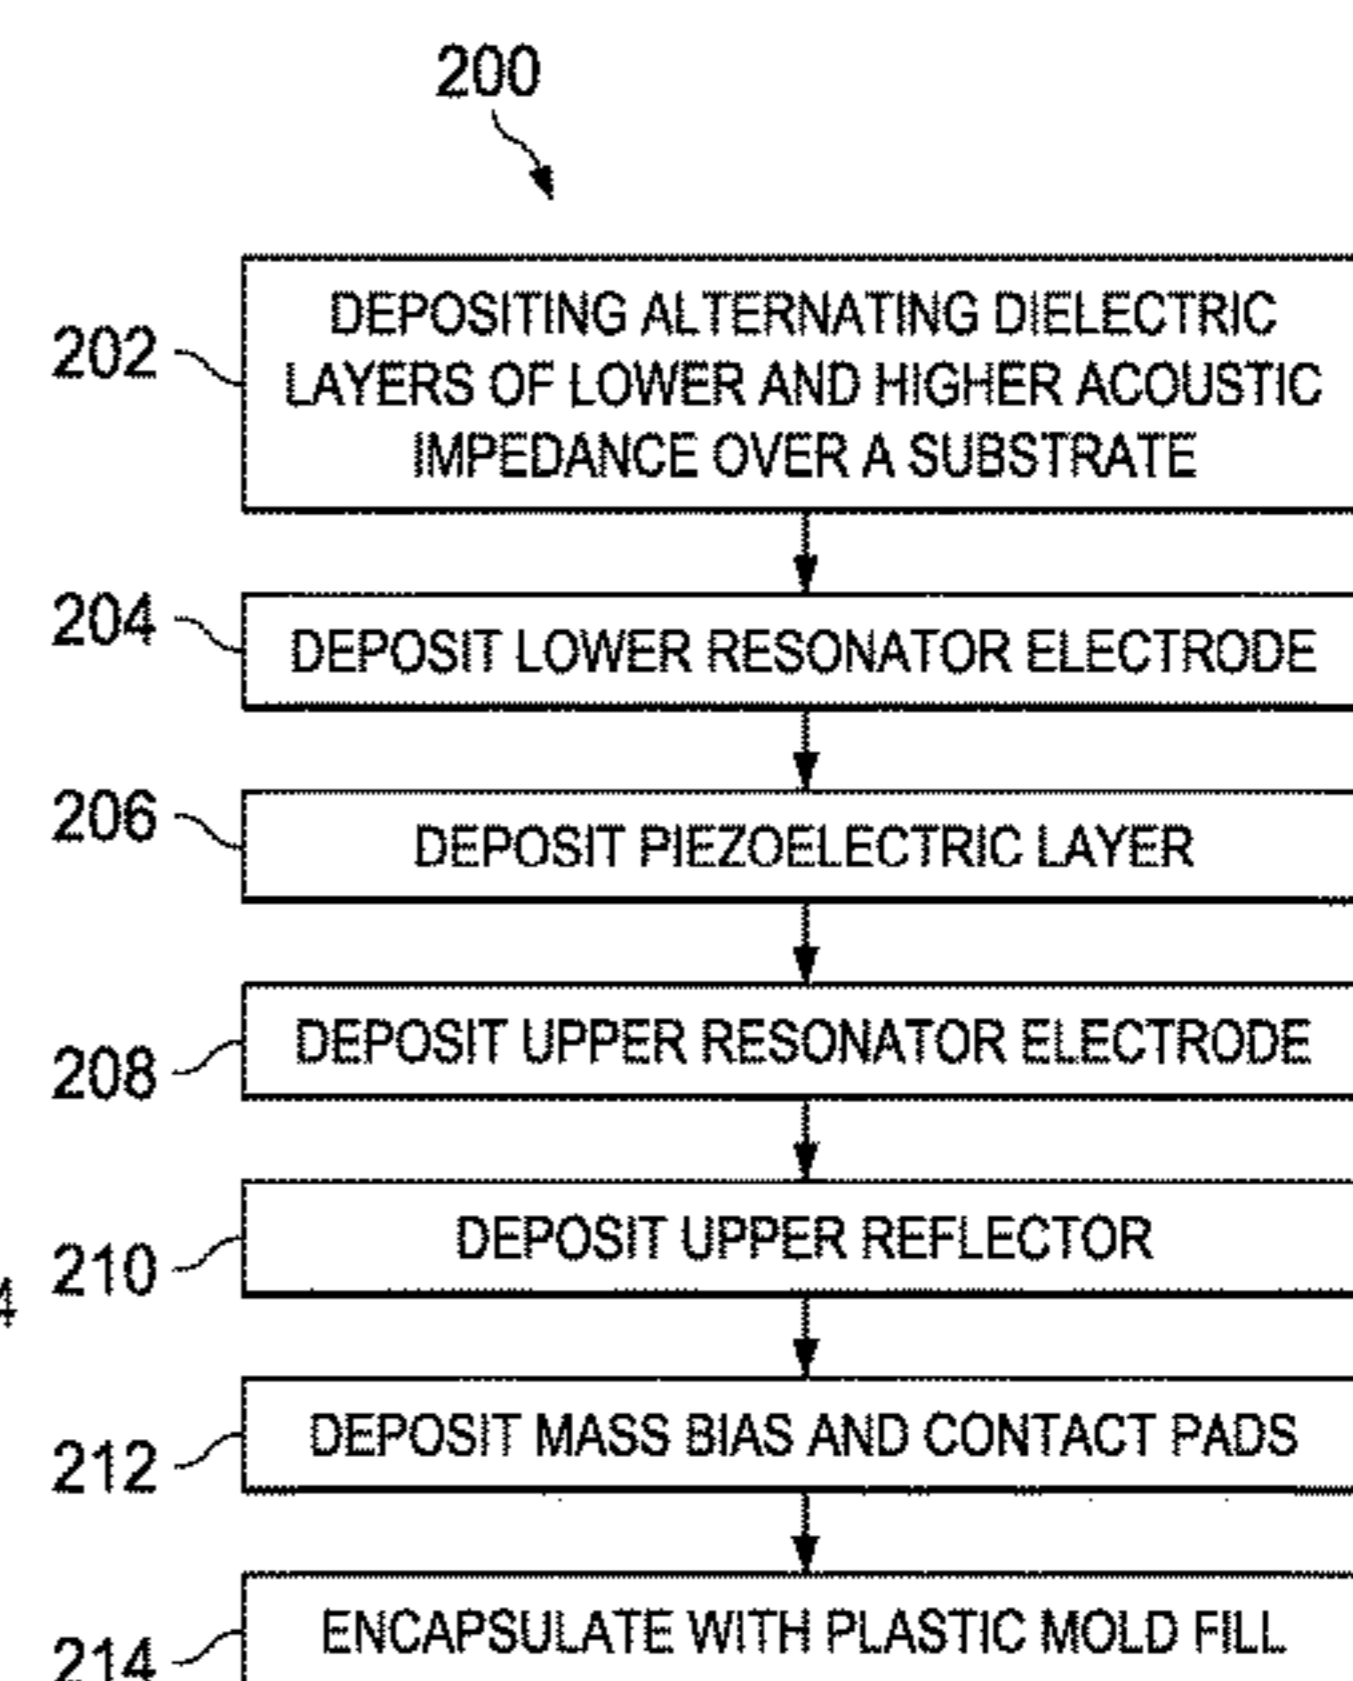 200
202
DEPOSITING ALTERNATING DIELECTRIC
LAYERS OF LOWER AND HIGHER ACOUSTIC
IMPEDANCE OVER A SUBSTRATE
204
DEPOSIT LOWER RESONATOR ELECTRODE
206
DEPOSIT PIEZOELECTRIC LAYER
208
DEPOSIT UPPER RESONATOR ELECTRODE
210
DEPOSIT UPPER REFLECTOR
212
DEPOSIT MASS BIAS AND CONTACT PADS
214
ENCAPSULATE WITH PLASTIC MOLD FILL